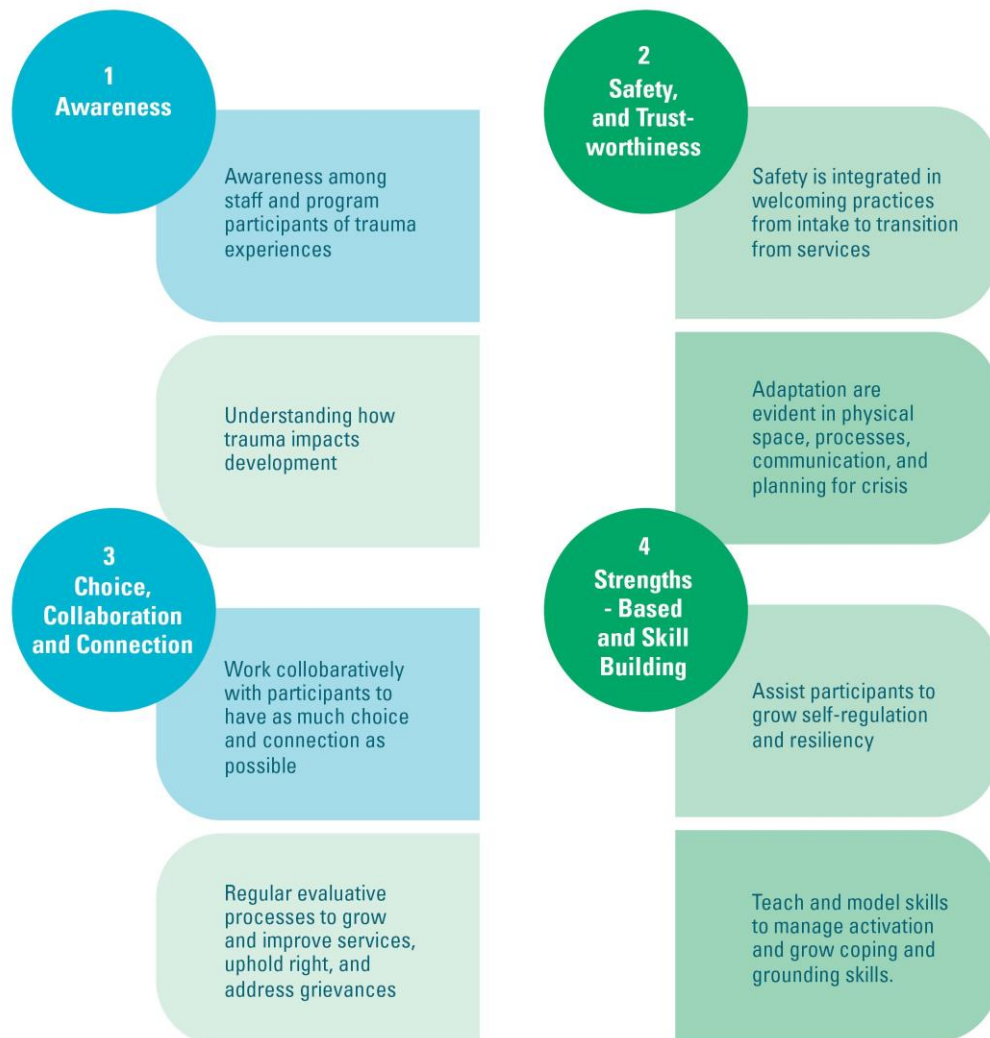 1
Awareness
Awareness among
staff and program
participants of trauma
experiences
Understanding how
trauma impacts
development
2
Safety,
and Trust-
worthiness
Safety is integrated in
welcoming practices
from intake to transition
from services
Adaptation are
evident in physical
space, processes,
communication, and
planning for crisis
3
Choice,
Collaboration
and Connection
Work collobaratively
with participants to
have as much choice
and connection as
possible
Regular evaluative
processes to grow
and improve services,
uphold right, and
address grievances
4
Strengths
- Based
and Skill
Building
Assist participants to
grow self-regulation
and resiliency
Teach and model skills
to manage activation
and grow coping and
grounding skills.